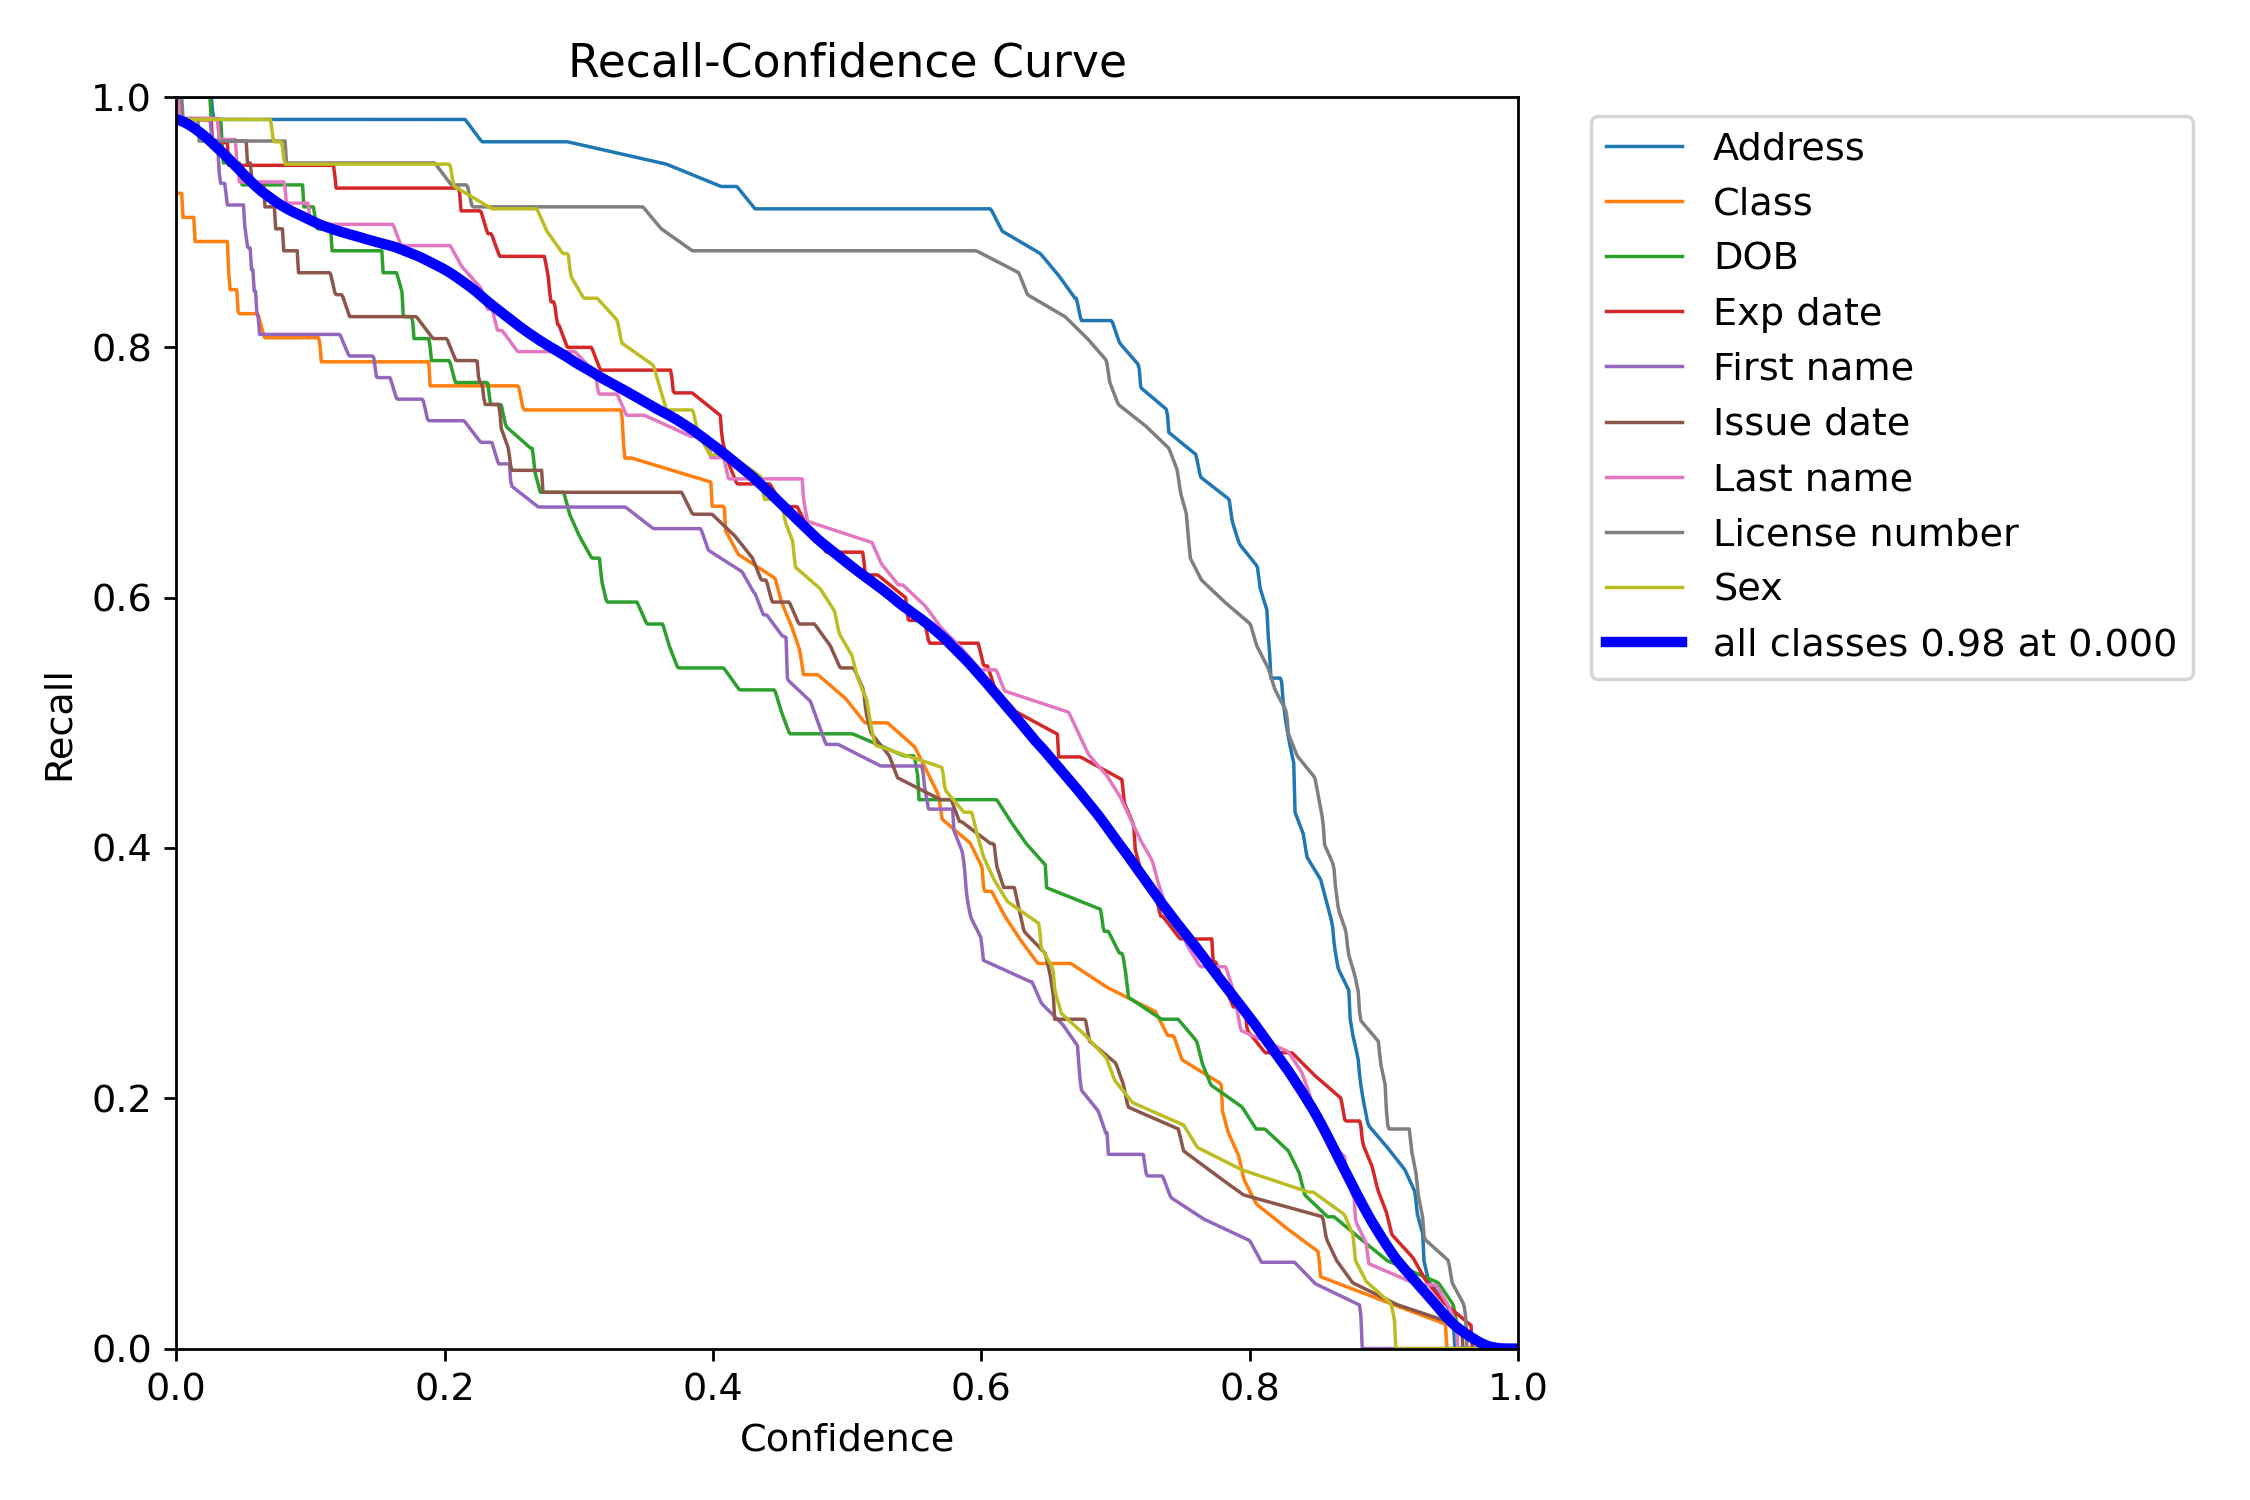 Recall-Confidence Curve
1.0
0.8
0.6
0.4
0.2
0.0
Recall
0.0 0.2 0.4 0.6 0.8 1.0
Confidence
Address
Class
DOB
Exp date
First name
Issue date
Last name
License number
Sex
all classes 0.98 at 0.000